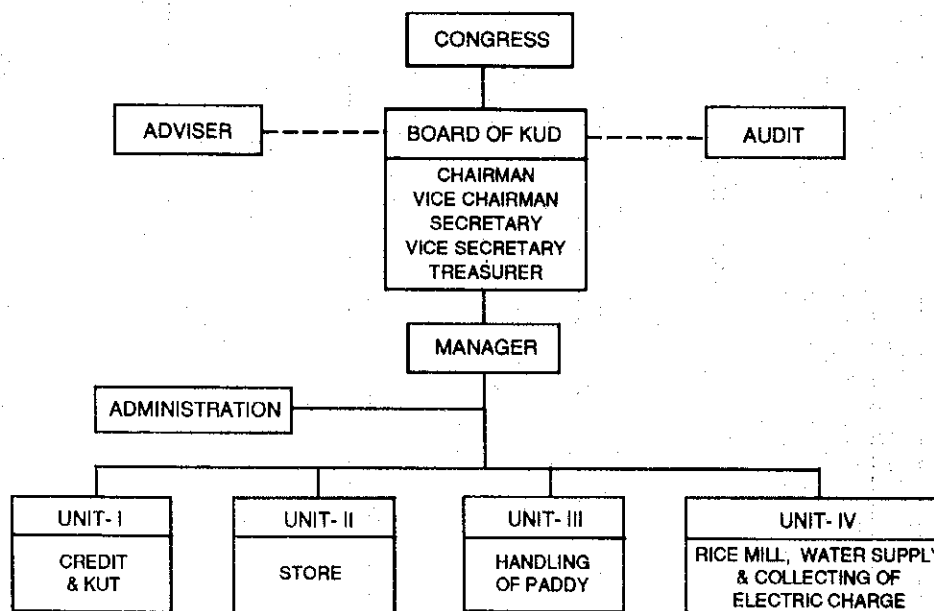 CONGRESS
ADVISER
BOARD OF KUD
AUDIT
CHAIRMAN
VICE CHAIRMAN
SECRETARY
VICE SECRETARY
TREASURER
MANAGER
ADMINISTRATION
UNIT- I
UNIT- II
UNIT- III
UNIT- IV
CREDIT
& KUT
STORE
HANDLING
OF PADDY
RICE MILL, WATER SUPPLY
& COLLECTING OF
ELECTRIC CHARGE